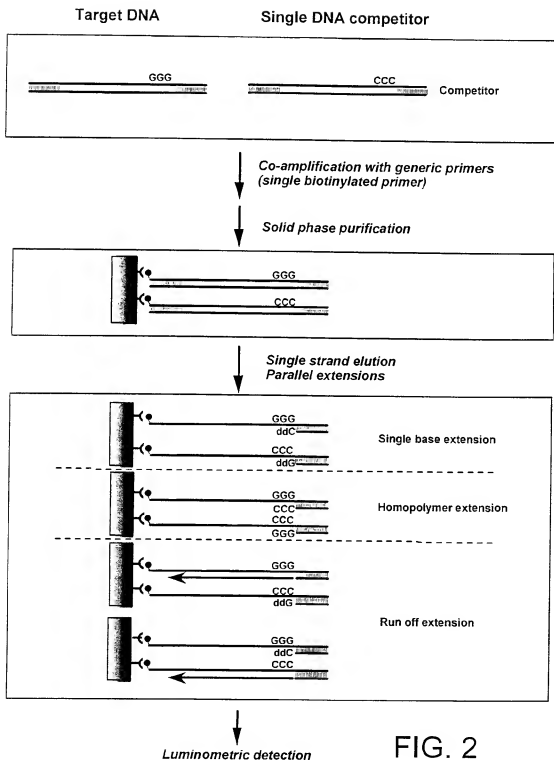 Target DNA Single DNA competitor
GGG CCC
Competitor
Co-amplification with generic primers
(single biotinylated primer)
Solid phase purification
GGG
CCC
Single strand elution
Parallel extensions
GGG
ddC
Single base extension
CCC
ddG
GGG
CCC
Homopolymer extension
CCC
GGG
GGG
CCC
ddG
Run off extension
GGG
ddC
CCC
Luminometric detection
FIG. 2